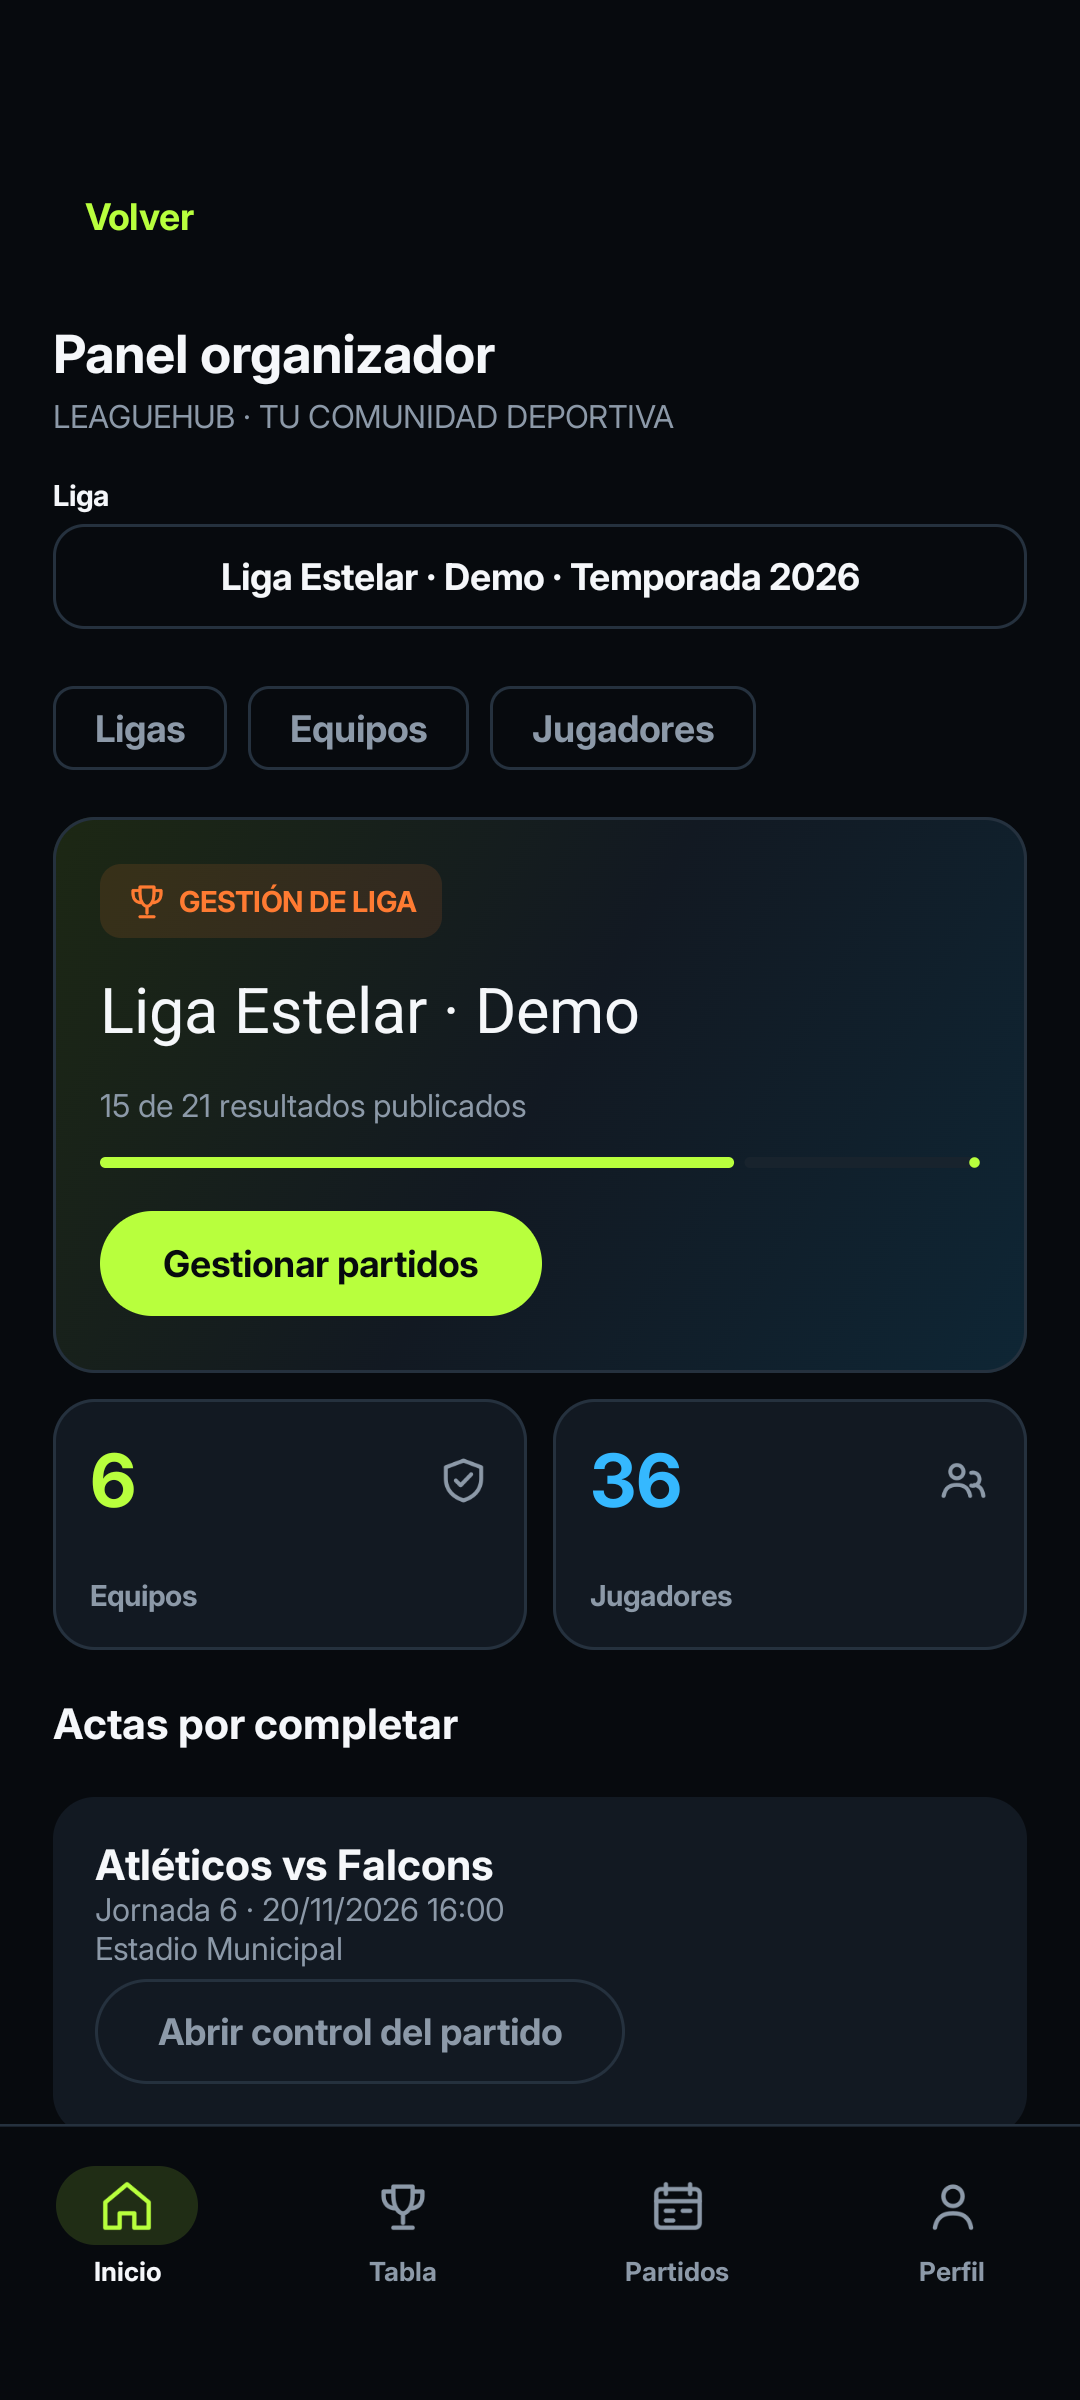 Volver
Panel organizador
LEAGUEHUB · TU COMUNIDAD DEPORTIVA
Liga
Liga Estelar · Demo · Temporada 2026
Ligas
Equipos
Jugadores
GESTIÓN DE LIGA
Liga Estelar · Demo
15 de 21 resultados publicados
Gestionar partidos
6
36
Equipos
Jugadores
Actas por completar
Atléticos vs Falcons
Jornada 6 · 20/11/2026 16:00
Estadio Municipal
Abrir control del partido
Inicio
Tabla
Partidos
Perfil